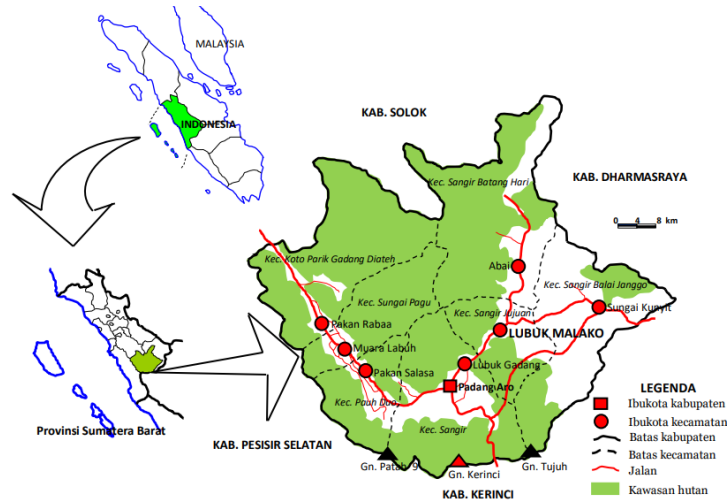 MALAYSIA
INDONESIA
KAB. SOLOK
KAB. DHARMASRAYA
Kec. Sangir Batang Hari
0 4 8 km
Kec. Koto Parik Gadang Diateh
Abai
Kec. Sangir Balai Janggo
Kec. Sungai Pagu
Kec. Sangir Jujuan
Sungai Kunyit
Pakan Rabaa
LUBUK MALAKO
Muara Labuh
Pakan Salasa
Lubuk Gadang
Padang Aro
Kec. Pauh Duo
Kec. Sangir
Provinsi Sumatera Barat
KAB. PESISIR SELATAN
Gn. Patah 9
Gn. Kerinci
Gn. Tujuh
KAB. KERINCI
LEGENDA
Ibukota kabupaten
Ibukota kecamatan
Batas kabupaten
Batas kecamatan
Jalan
Kawasan hutan